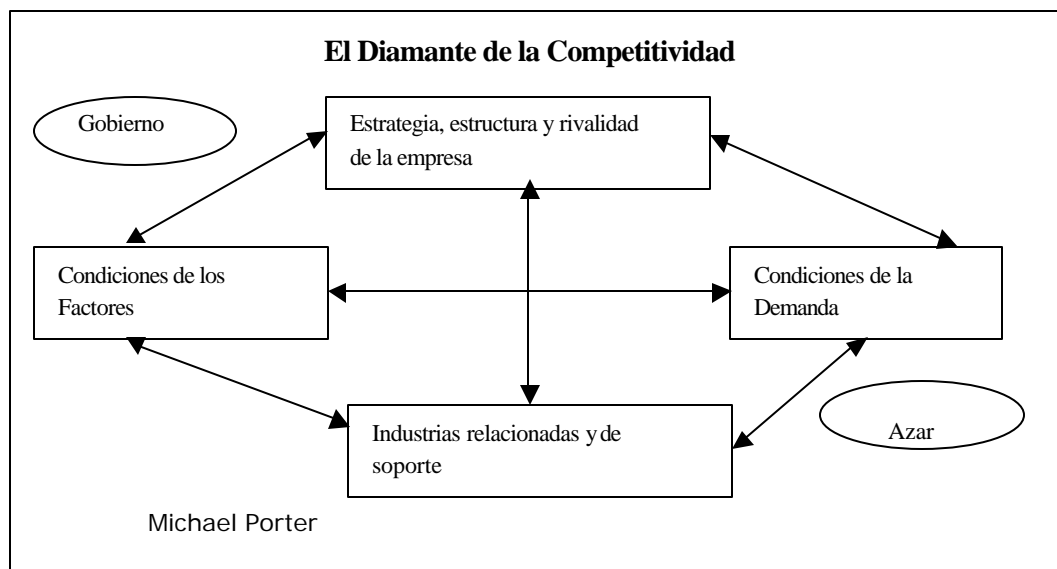 El Diamante de la Competitividad
Gobierno
Estrategia, estructura y rivalidad
de la empresa
Condiciones de los
Factores
Condiciones de la
Demanda
Industrias relacionadas y de
soporte
Azar
Michael Porter